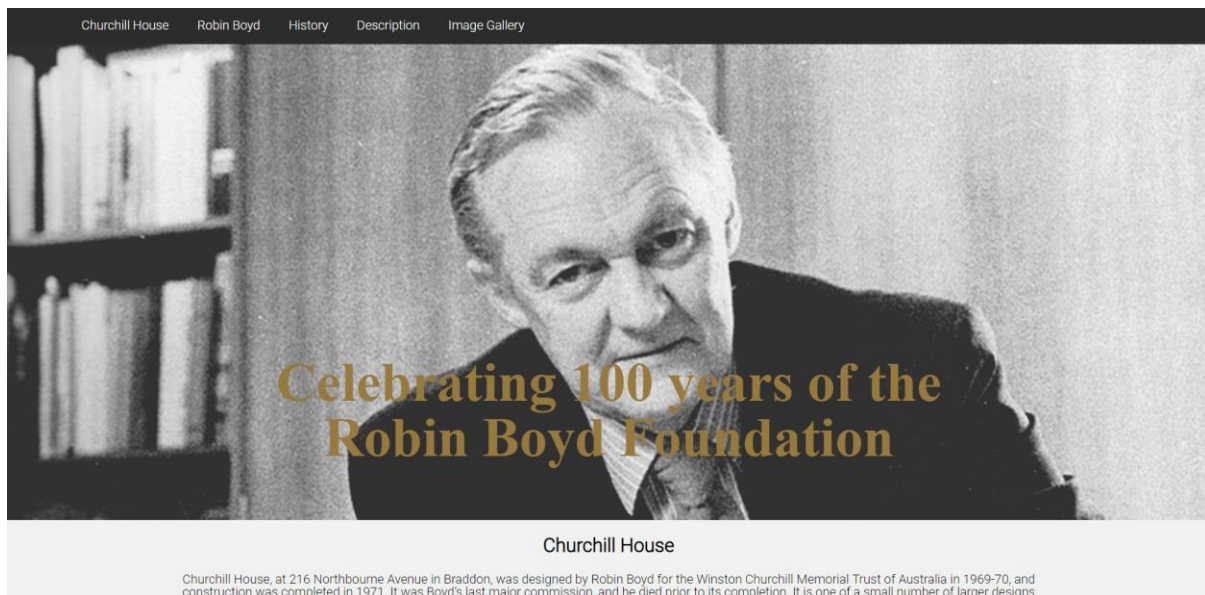 Churchill House Robin Boyd History Description Image Gallery
Celebrating 100 years of the
Robin Boyd Foundation
Churchill House
Churchill House, at 216 Northbourne Avenue in Braddon, was designed by Robin Boyd for the Winston Churchill Memorial Trust of Australia in 1969-70, and
construction was completed in 1971. It was Boyd's last major commission, and he died prior to its completion. It is one of a small number of larger designs